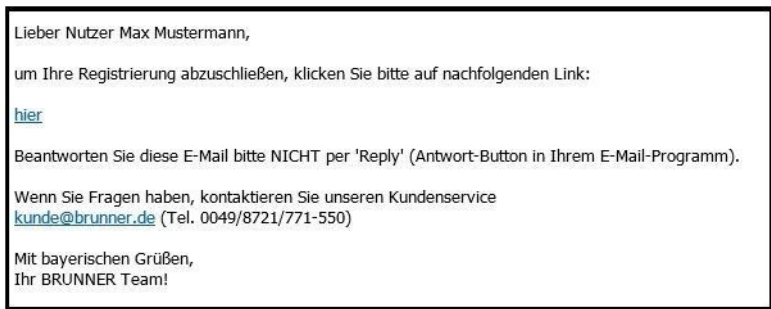 Lieber Nutzer Max Mustermann,
um Ihre Registrierung abzuschließen, klicken Sie bitte auf nachfolgenden Link:
hier
Beantworten Sie diese E-Mail bitte NICHT per 'Reply' (Antwort-Button in Ihrem E-Mail-Programm).
Wenn Sie Fragen haben, kontaktieren Sie unseren Kundenservice
kunde@brunner.de (Tel. 0049/8721/771-550)
Mit bayerischen Grüßen,
Ihr BRUNNER Team!